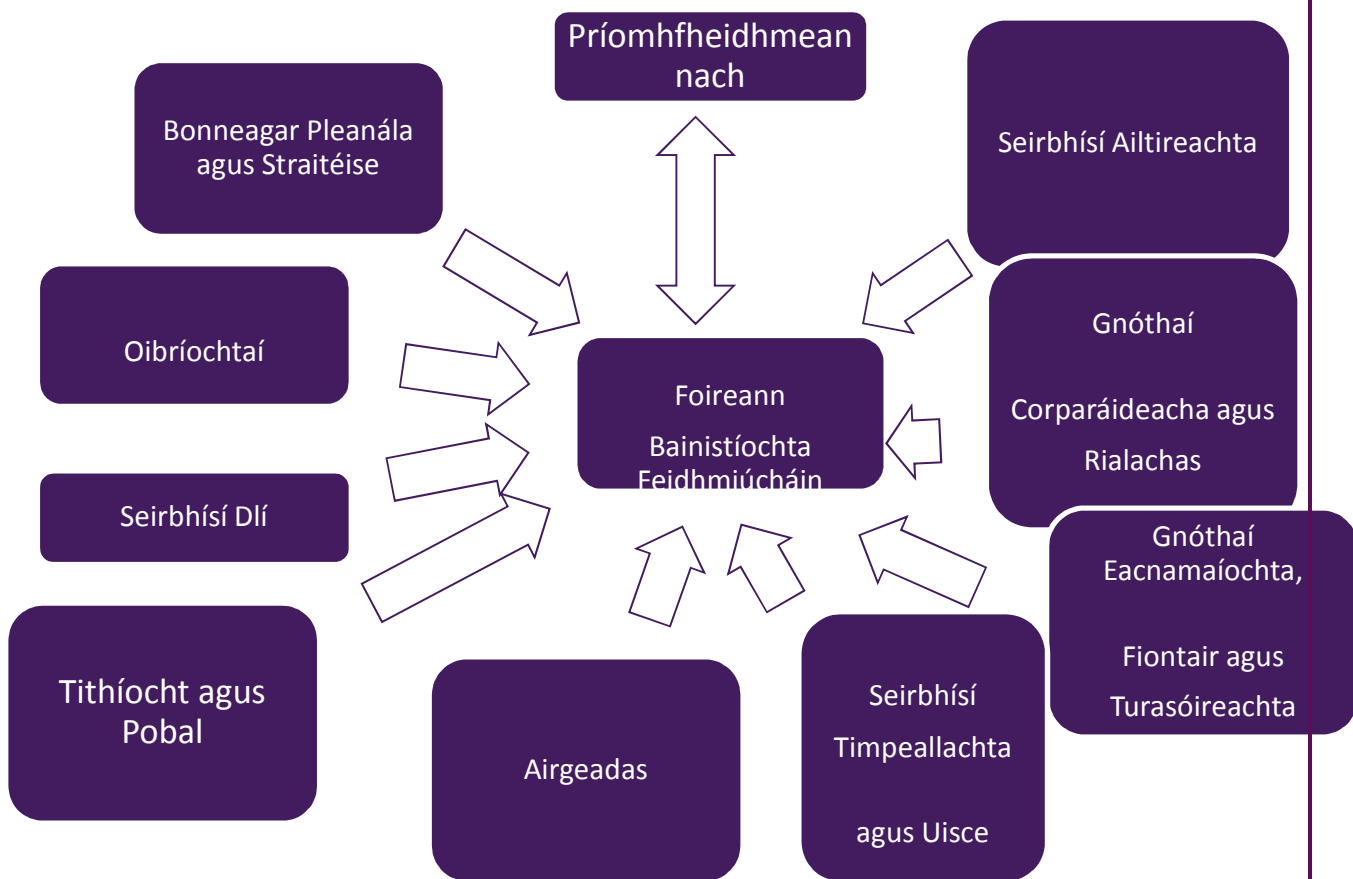 Príomhfheidhmean
nach
Bonneagar Pleanála
agus Straitéise
Seirbhísí Ailtireachta
Oibríochtaí
Gnóthaí
Corparáideacha agus
Rialachas
Foireann
Bainistíochta
Feidhmiúcháin
Seirbhísí Dlí
Gnóthaí
Eacnamaíochta,
Fiontair agus
Turasóireachta
Tithíocht agus
Pobal
Airgeadas
Seirbhísí
Timpeallachta
agus Uisce